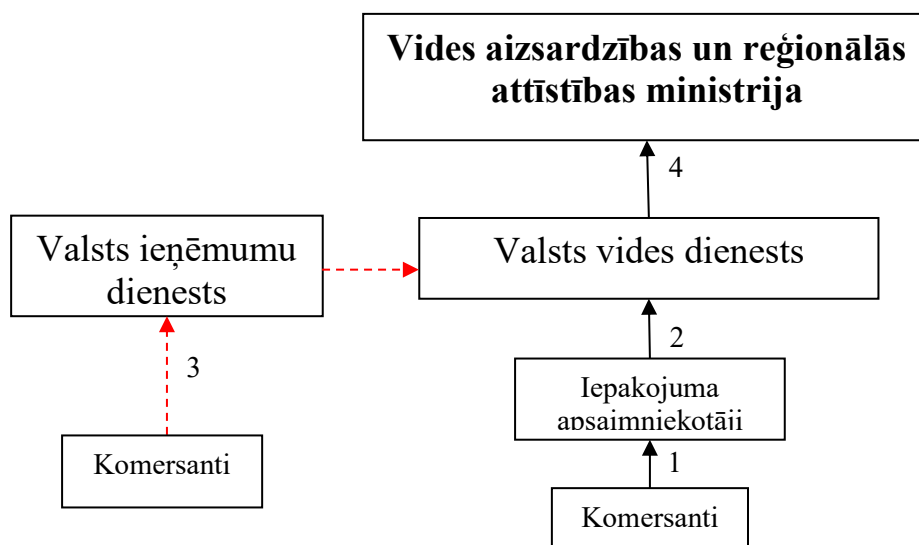 Vides aizsardzības un reģionālās
attīstības ministrija
4
Valsts ieņēmumu
dienests
Valsts vides dienests
3
2
Iepakojuma
apsaimniekotāji
Komersanti
1
Komersanti